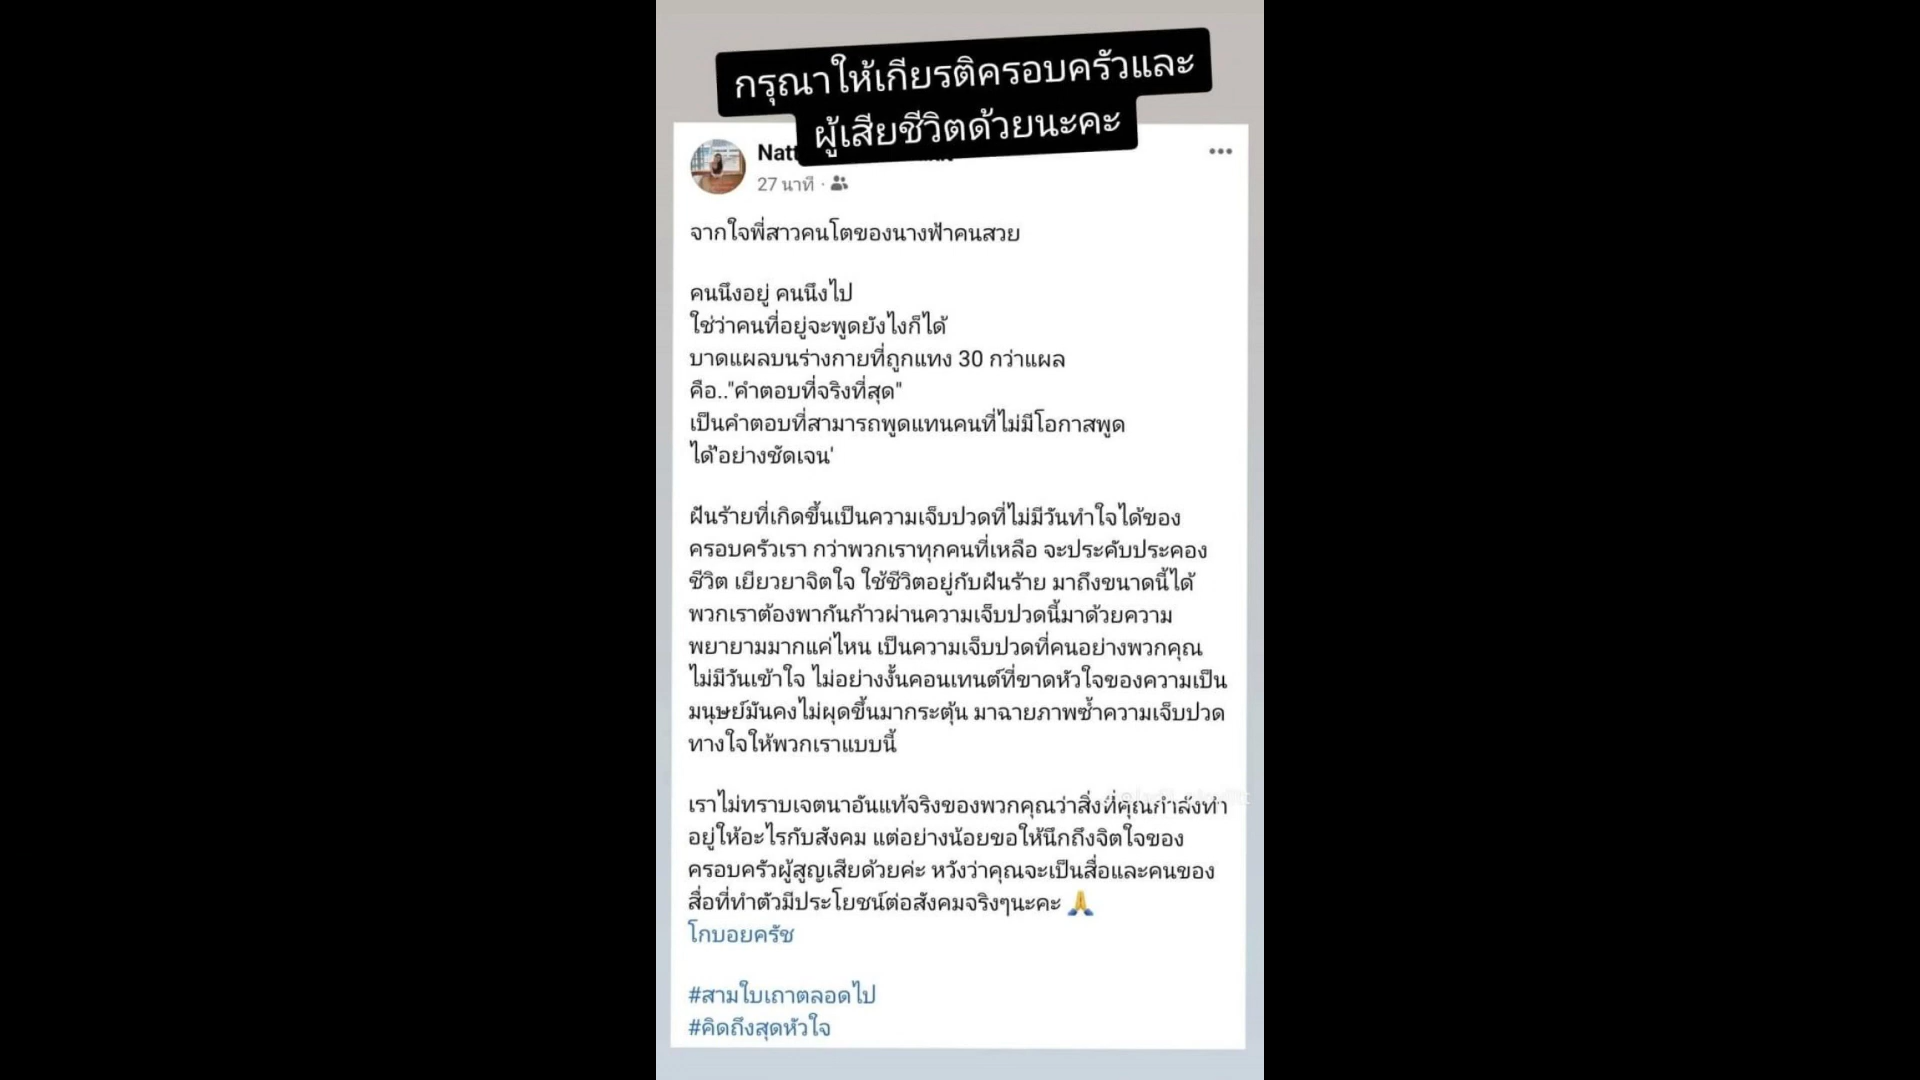 กรุณาให้เกียรติครอบครัวและ
ผู้เสียชีวิตด้วยนะคะ
27 นาที ·
จากใจพี่สาวคนโตของนางฟ้าคนสวย
คนนึงอยู่ คนนึงไป
ใช่ว่าคนที่อยู่จะพูดยังไงก็ได้
บาดแผลบนร่างกายที่ถูกแทง 30 กว่าแผล
คือ.."คำตอบที่จริงที่สุด"
เป็นคำตอบที่สามารถพูดแทนคนที่ไม่มีโอกาสพูด
ได้'อย่างชัดเจน'
ฝันร้ายที่เกิดขึ้นเป็นความเจ็บปวดที่ไม่มีวันทำใจได้ของ
ครอบครัวเรา กว่าพวกเราทุกคนที่เหลือ จะประคับประคอง
ชีวิต เยียวยาจิตใจ ใช้ชีวิตอยู่กับฝันร้าย มาถึงขนาดนี้ได้
พวกเราต้องพากันก้าวผ่านความเจ็บปวดนี้มาด้วยความ
พยายามมากแค่ไหน เป็นความเจ็บปวดที่คนอย่างพวกคุณ
ไม่มีวันเข้าใจ ไม่อย่างงั้นคอนเทนต์ที่ขาดหัวใจของความเป็น
มนุษย์มันคงไม่ผุดขึ้นมากระตุ้น มาฉายภาพซ้ำความเจ็บปวด
ทางใจให้พวกเราแบบนี้
เราไม่ทราบเจตนาอันแท้จริงของพวกคุณว่าสิ่งที่คุณกำลังทำ
อยู่ให้อะไรกับสังคม แต่อย่างน้อยขอให้นึกถึงจิตใจของ
ครอบครัวผู้สูญเสียด้วยค่ะ หวังว่าคุณจะเป็นสื่อและคนของ
สื่อที่ทำตัวมีประโยชน์ต่อสังคมจริงๆนะคะ 🙏
โกบอยครัช
#สามใบเถาตลอดไป
#คิดถึงสุดหัวใจ